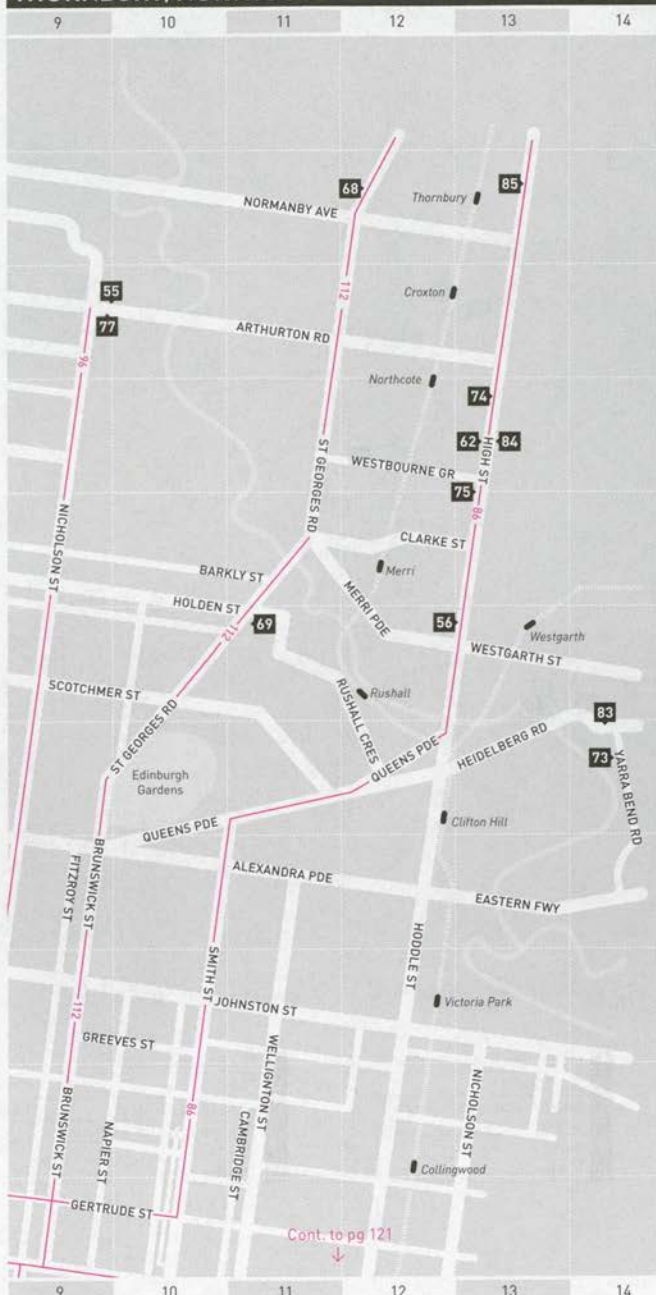 9 10 11 12 13 14
68
Thornbury
85
NORMANBY AVE
112
55
Croxton
77
ARTHURTON RD
96
Northcote
74
ST GEORGES RD
62
HIGH ST
84
WESTBOURNE GR
75
86
NICHOLSON ST
CLARKE ST
BARKLY ST
Merri
MERRI PDE
HOLDEN ST
112
69
56
Westgarth
WESTGARTH ST
SCOTCHMER ST
RUSHALL CRES
Rushall
ST GEORGES RD
83
QUEENS PDE
HEIDELBERG RD
73
YARRA BEND RD
Edinburgh
Gardens
Clifton Hill
QUEENS PDE
FITZROY ST
BRUNSWICK ST
ALEXANDRA PDE
EASTERN FWY
HODDLE ST
SMITH ST
JOHNSTON ST
Victoria Park
112
GREEVES ST
WELLIGNTON ST
NICHOLSON ST
86
BRUNSWICK ST
NAPIER ST
CAMBRIDGE ST
Collingwood
GERTRUDE ST
Cont. to pg 121
9 10 11 12 13 14